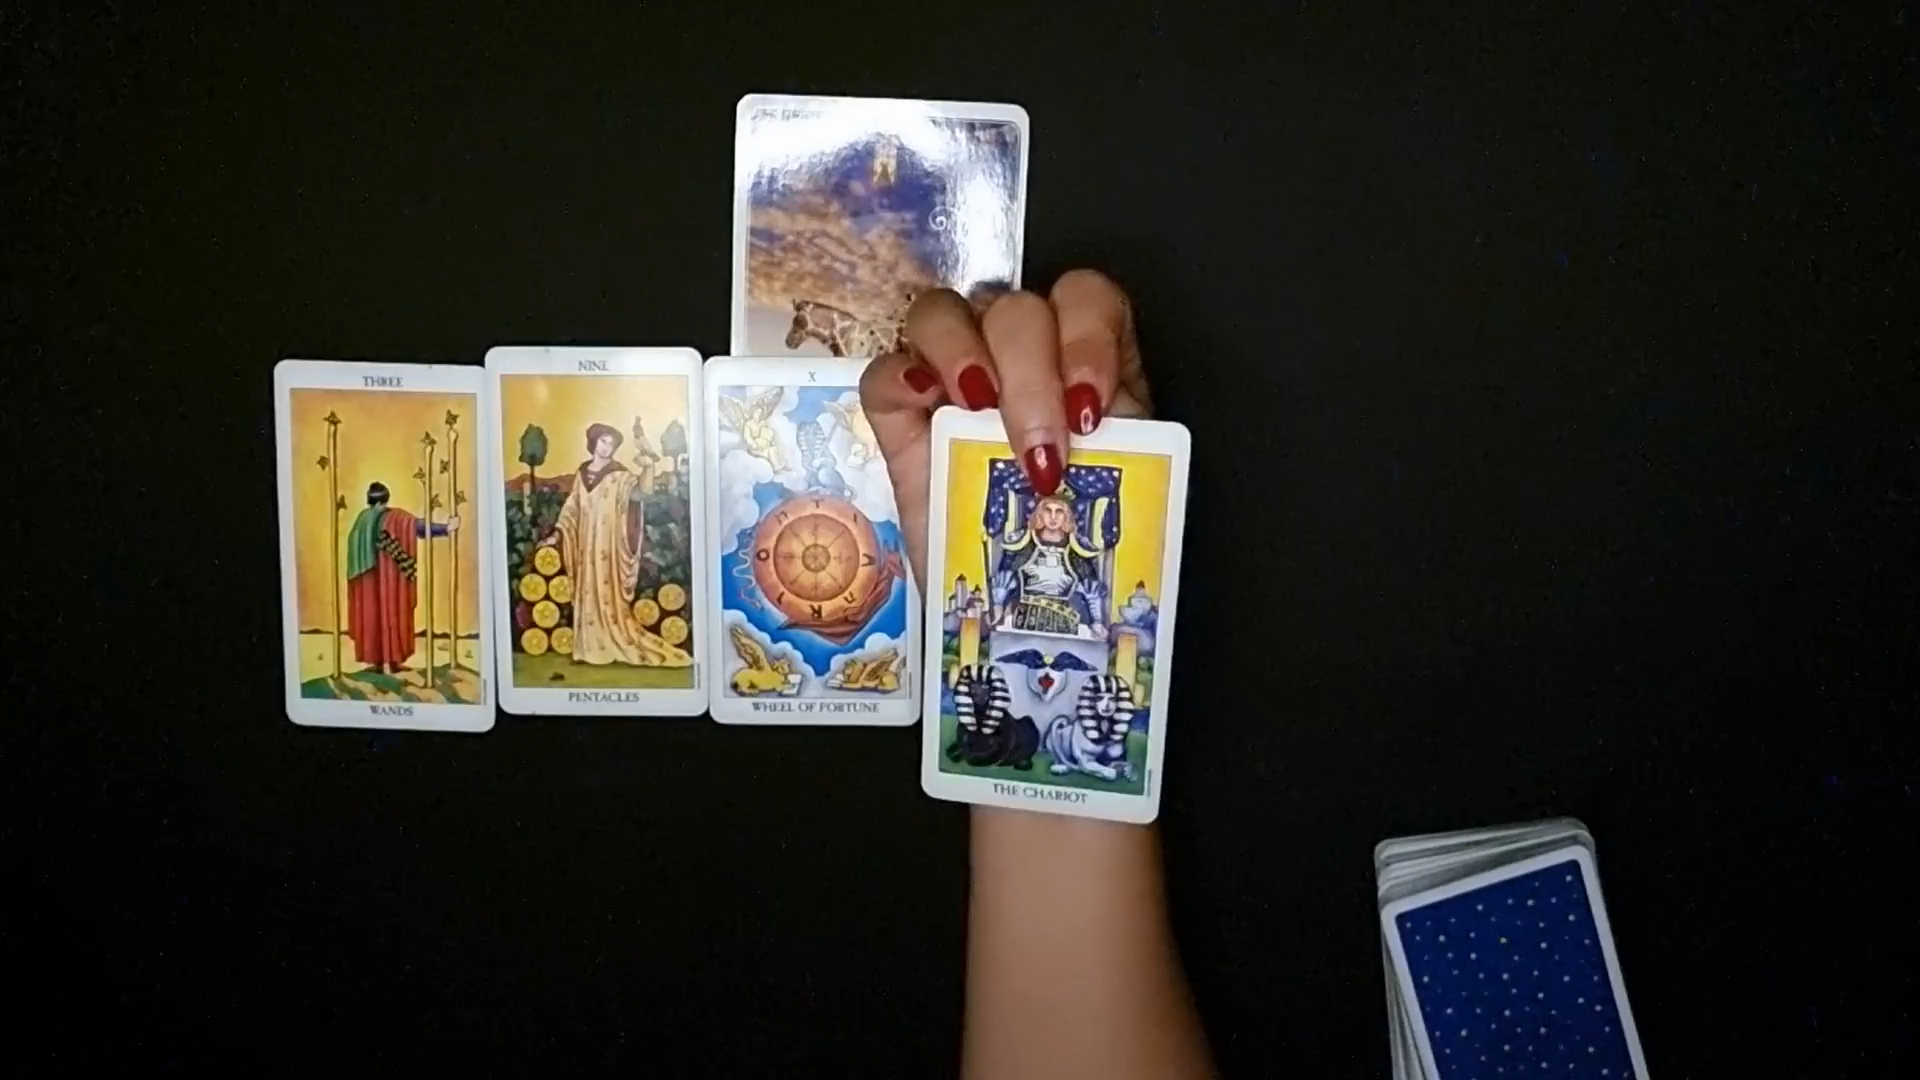 THREE
WANDS
NINE
PENTACLES
X
WHEEL OF FORTUNE
THE CHARIOT